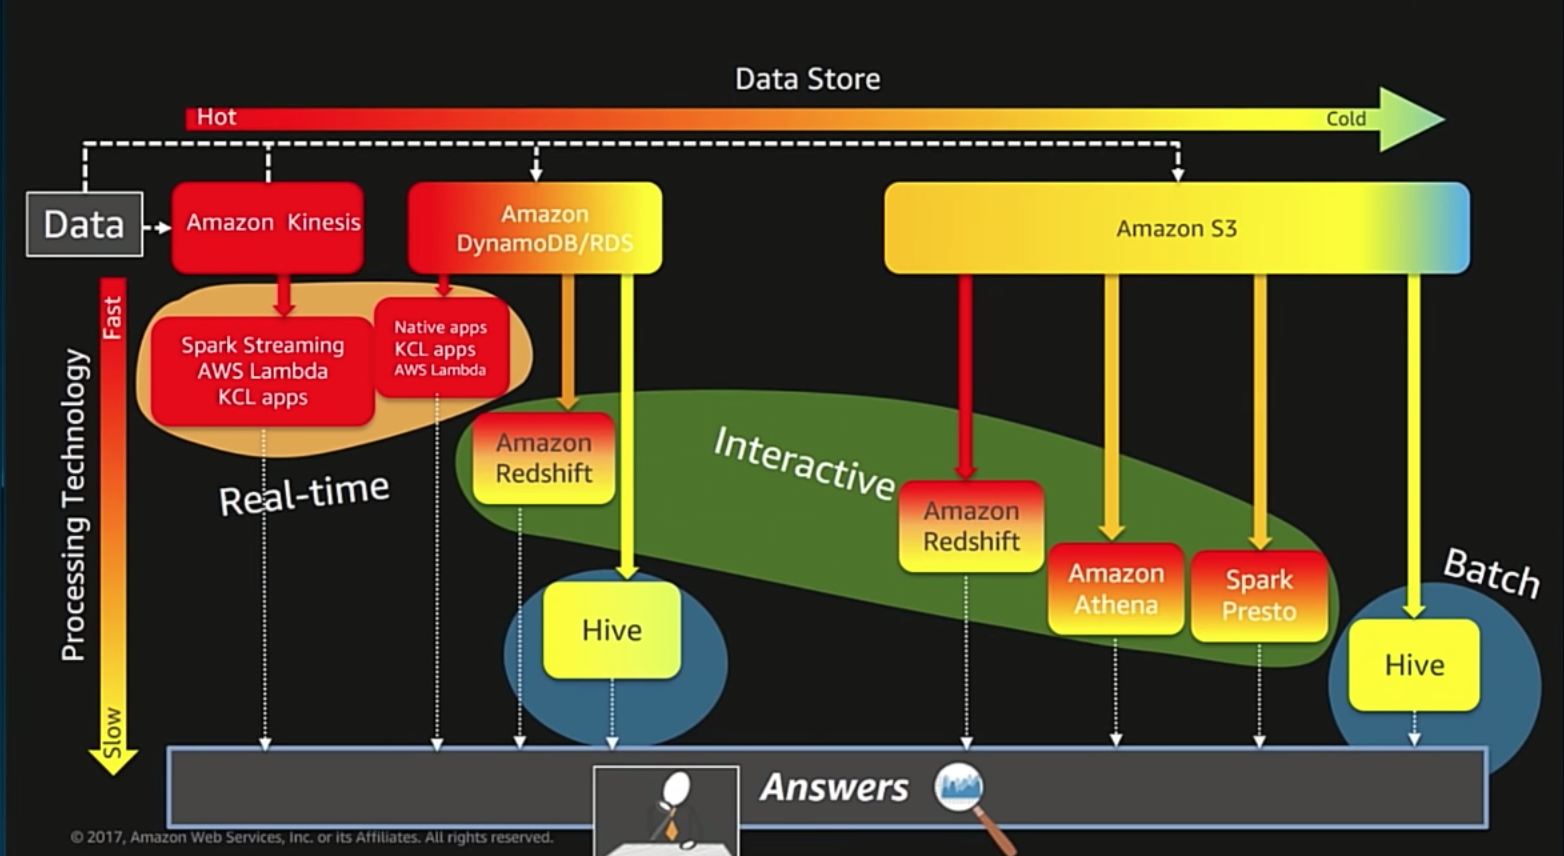 Data Store
Hot
Cold
Data
Amazon Kinesis
Amazon
DynamoDB/RDS
Amazon S3
Processing Technology
Fast
Slow
Spark Streaming
AWS Lambda
KCL apps
Native apps
KCL apps
AWS Lambda
Real-time
Amazon
Redshift
Interactive
Hive
Amazon
Redshift
Amazon
Athena
Spark
Presto
Batch
Hive
Answers
© 2017, Amazon Web Services, Inc. or its Affiliates. All rights reserved.